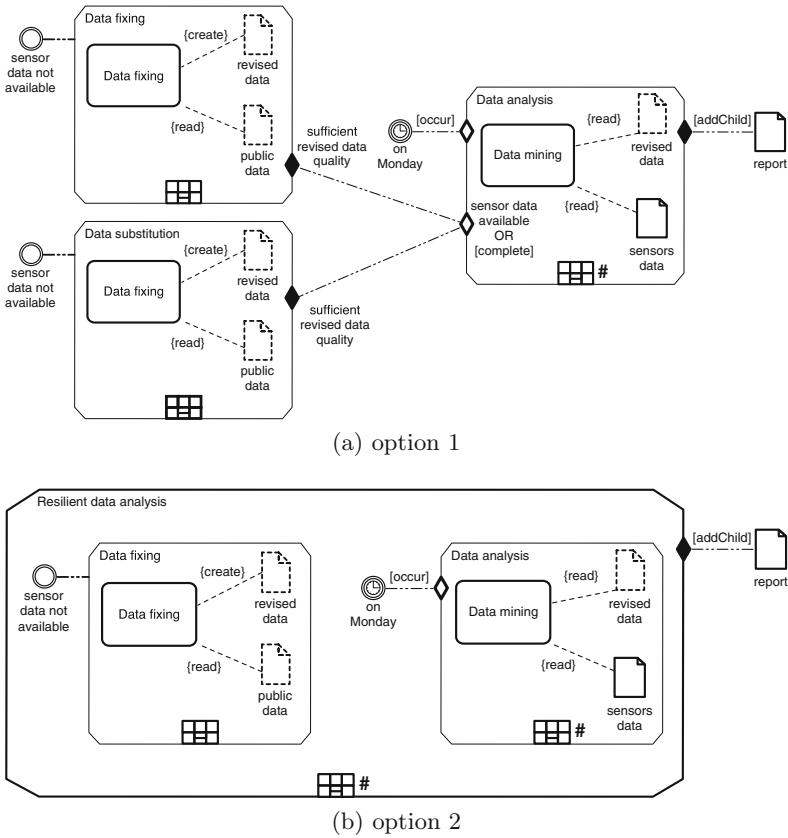 Data fixing
sensor
data not
available
Data fixing
{create}
revised
data
{read}
public
data
sufficient
revised data
quality
Data substitution
sensor
data not
available
Data fixing
{create}
revised
data
{read}
public
data
sufficient
revised data
quality
Data analysis
[occur]
on
Monday
Data mining
{read}
revised
data
{read}
sensors
data
sensor data
available
OR
[complete]
#
[addChild]
report
(a) option 1
Resilient data analysis
Data fixing
sensor
data not
available
Data fixing
{create}
revised
data
{read}
public
data
Data analysis
[occur]
on
Monday
Data mining
{read}
revised
data
{read}
sensors
data
#
#
[addChild]
report
(b) option 2